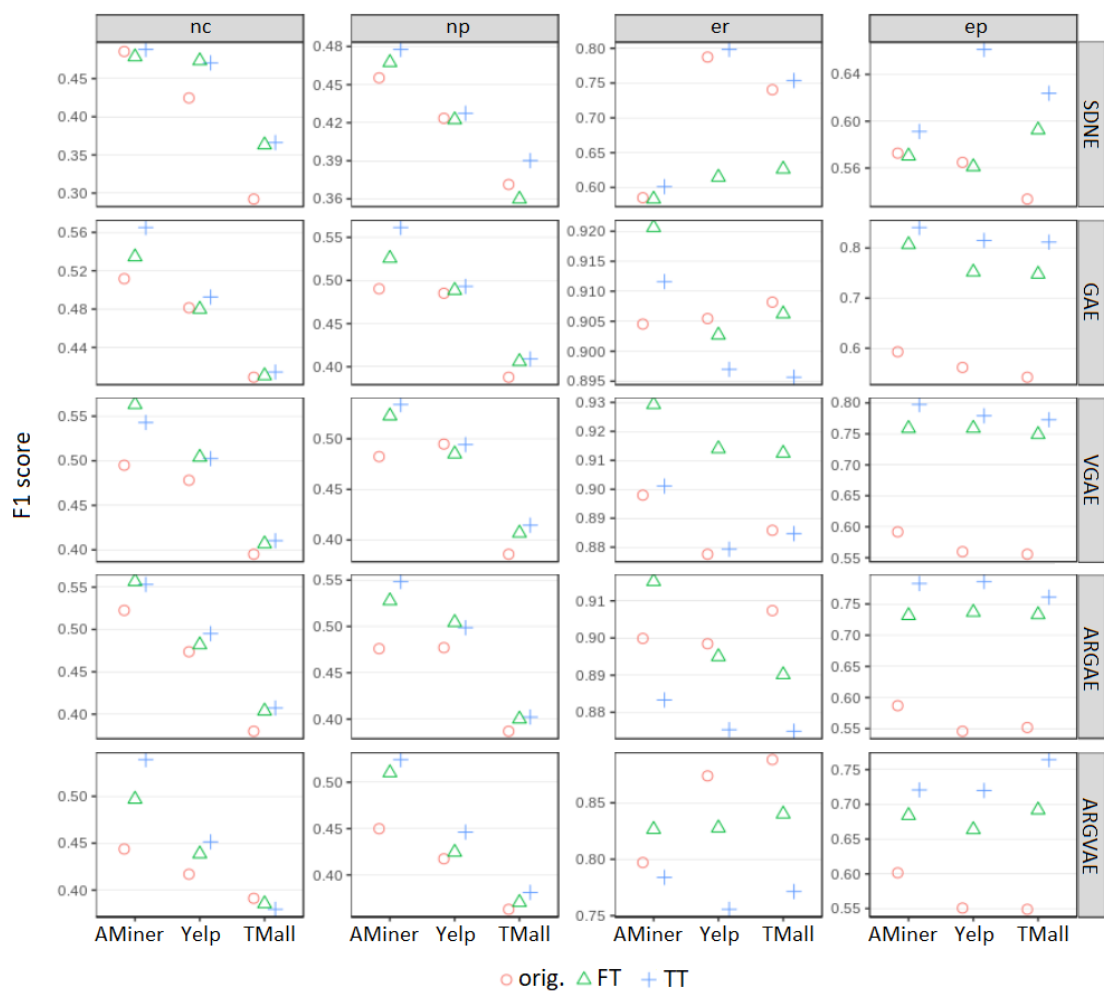 nc np er ep
0.45 0.40 0.35 0.30
0.48 0.42 0.39 0.36
0.80 0.75 0.70 0.65 0.60
0.64 0.60 0.56
SDNE
0.56 0.52 0.48 0.44
0.55 0.50 0.45 0.40
0.920 0.915 0.910 0.905 0.900 0.895
0.8 0.7 0.6
GAE
F1 score
0.55 0.50 0.45 0.40
0.50 0.45 0.40
0.93 0.92 0.91 0.90 0.89 0.88
0.80 0.75 0.70 0.65 0.60 0.55
VGAE
0.55 0.50 0.45 0.40
0.55 0.50 0.45 0.40
0.91 0.90 0.89 0.88
0.75 0.70 0.65 0.60 0.55
ARGAE
0.50 0.45 0.40
0.50 0.45 0.40
0.85 0.80 0.75
0.75 0.70 0.65 0.60 0.55
ARGVAE
AMiner Yelp TMall AMiner Yelp TMall AMiner Yelp TMall AMiner Yelp TMall
orig. FT TT